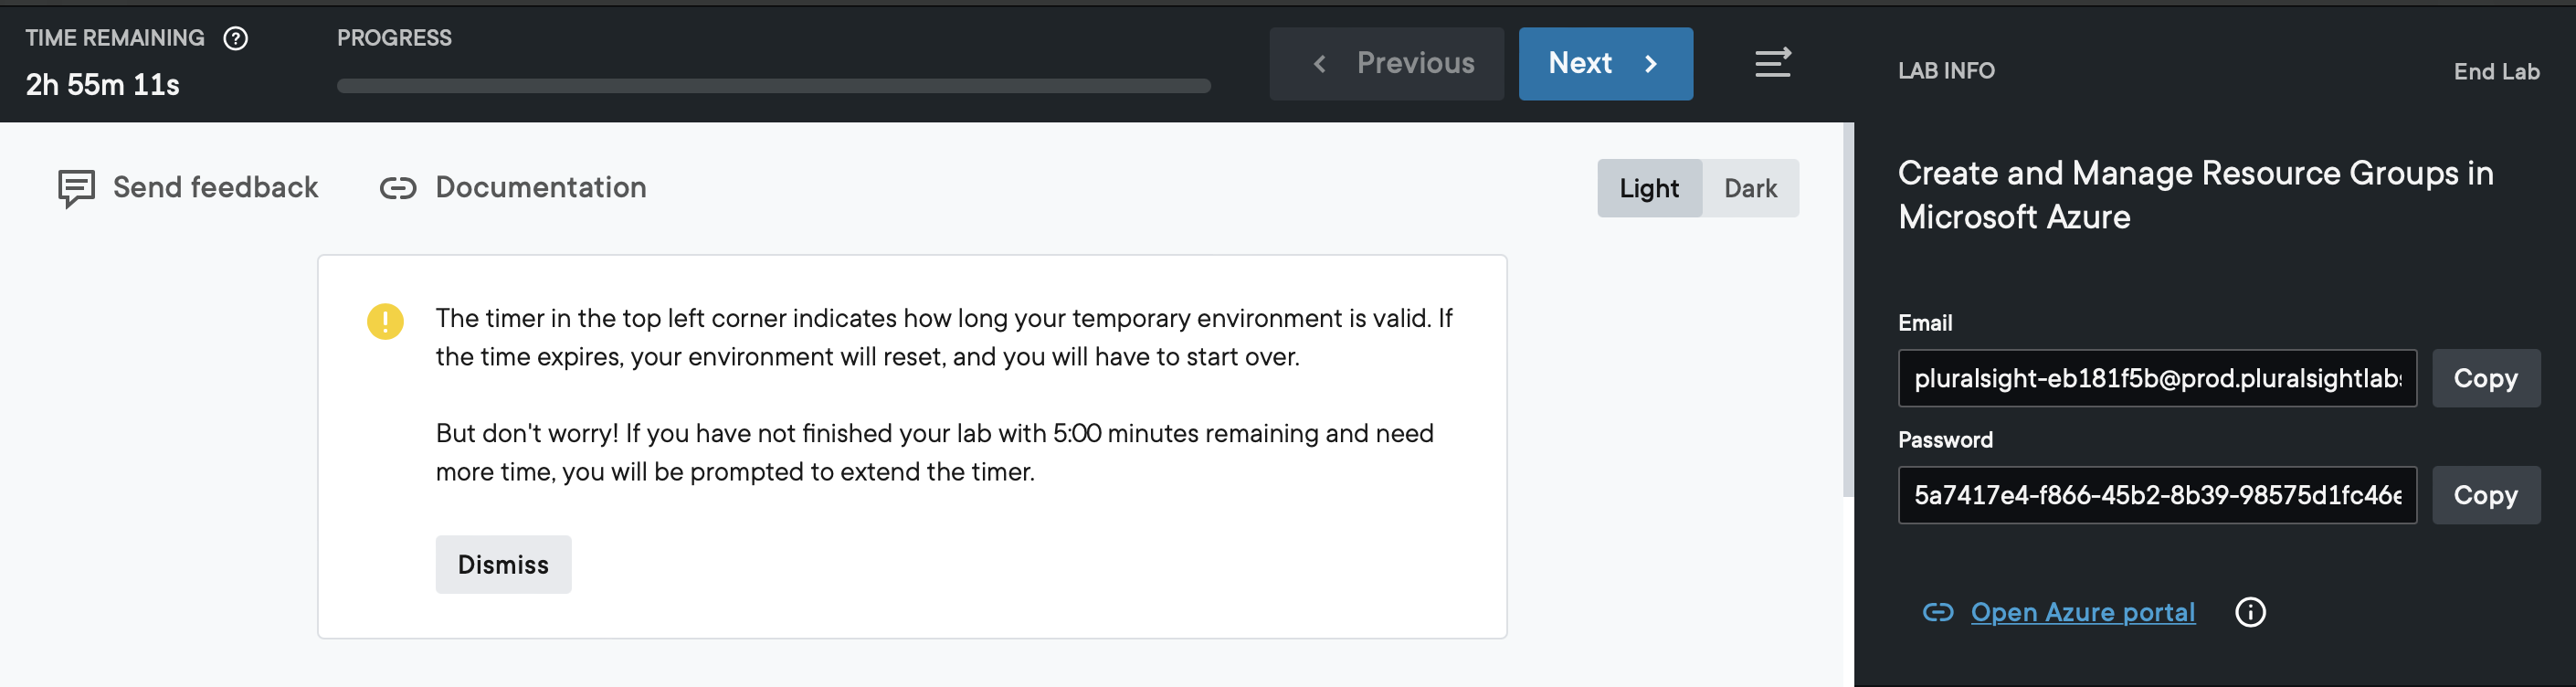 TIME REMAINING
2h 55m 11s
PROGRESS
Previous
Next
LAB INFO
End Lab
Send feedback
Documentation
Light
Dark
The timer in the top left corner indicates how long your temporary environment is valid. If
the time expires, your environment will reset, and you will have to start over.
But don't worry! If you have not finished your lab with 5:00 minutes remaining and need
more time, you will be prompted to extend the timer.
Dismiss
Create and Manage Resource Groups in
Microsoft Azure
Email
pluralsight-eb181f5b@prod.pluralsightlabs
Copy
Password
5a7417e4-f866-45b2-8b39-98575d1fc46e
Copy
Open Azure portal